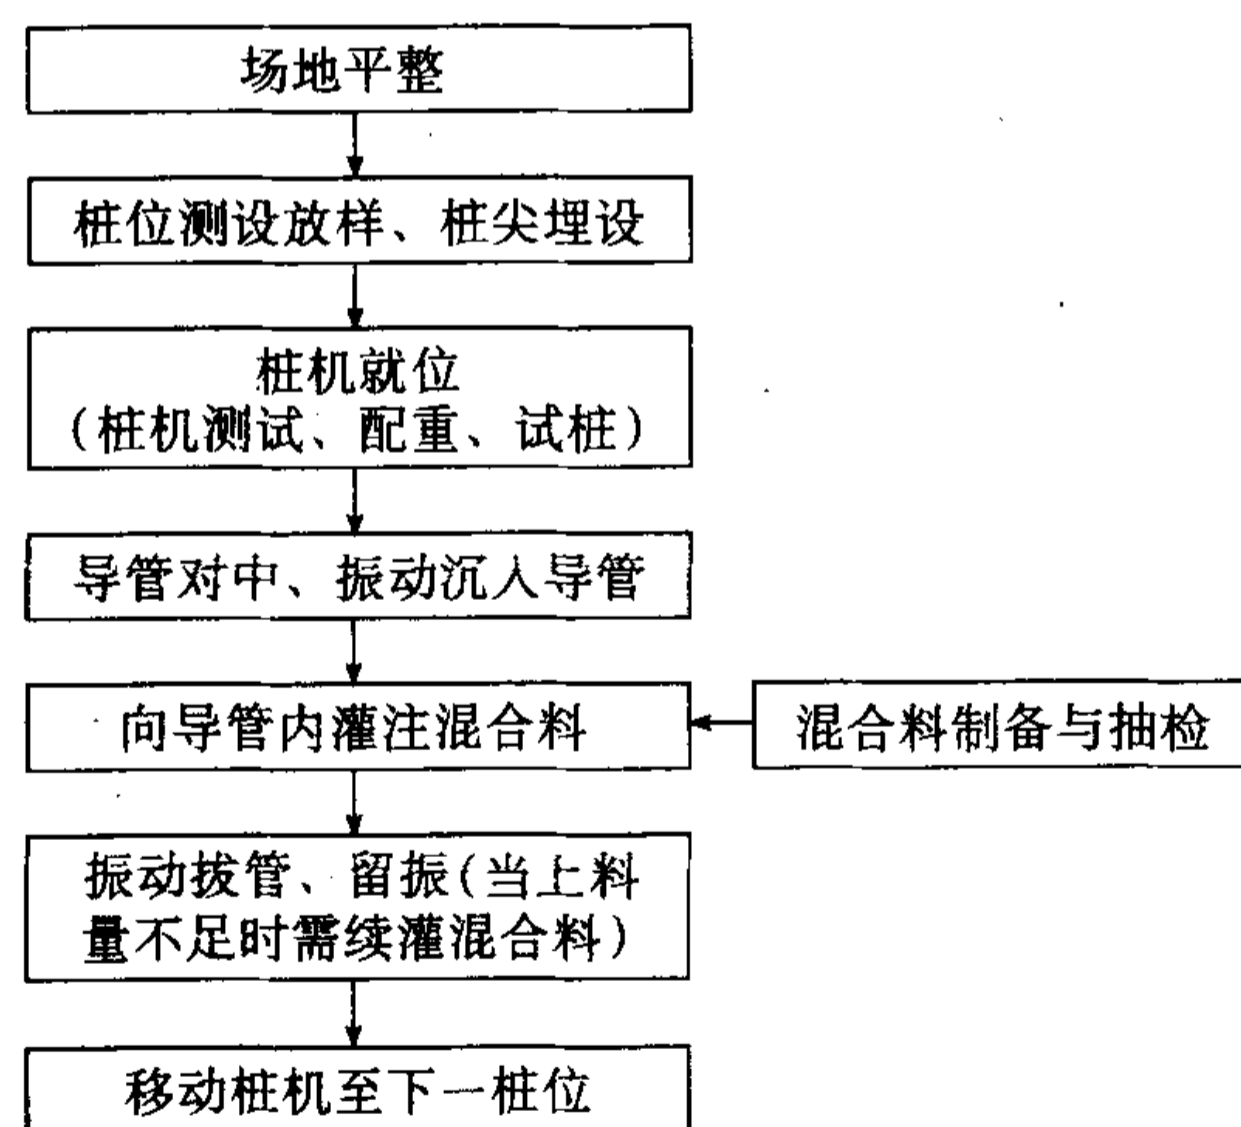 场地平整
桩位测设放样、桩尖埋设
桩机就位
(桩机测试、配重、试桩)
导管对中、振动沉人导管
向导管内灌注混合料
混合料制备与抽检
振动拔管、留振(当上料
量不足时需续灌混合料)
移动桩机至下一桩位